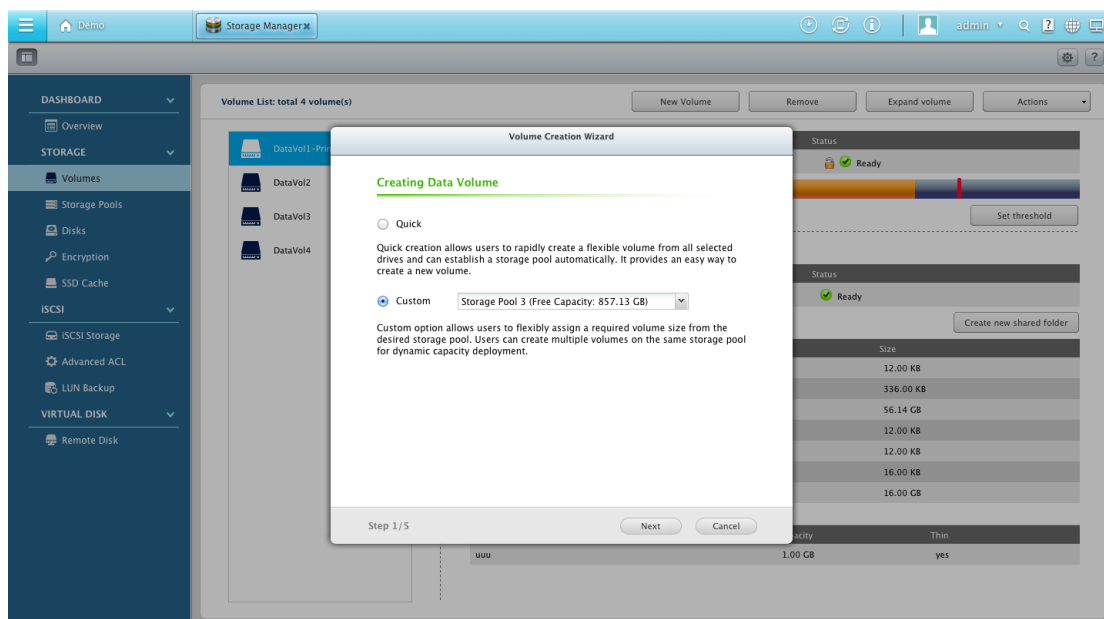 Demo
Storage Manager x
admin
DASHBOARD
Overview
STORAGE
Volumes
Storage Pools
Disks
Encryption
SSD Cache
iSCSI
iSCSI Storage
Advanced ACL
LUN Backup
VIRTUAL DISK
Remote Disk
Volume List: total 4 volume(s)
New Volume
Remove
Expand volume
Actions
DataVol1-Prin
DataVol2
DataVol3
DataVol4
Status
Ready
Set threshold
Status
Ready
Create new shared folder
Size
12.00 KB
336.00 KB
56.14 GB
12.00 KB
12.00 KB
16.00 KB
16.00 GB
acity
Thin
uuu
1.00 GB
yes
Volume Creation Wizard
Creating Data Volume
Quick
Quick creation allows users to rapidly create a flexible volume from all selected
drives and can establish a storage pool automatically. It provides an easy way to
create a new volume.
Custom
Storage Pool 3 (Free Capacity: 857.13 GB)
Custom option allows users to flexibly assign a required volume size from the
desired storage pool. Users can create multiple volumes on the same storage pool
for dynamic capacity deployment.
Step 1/5
Next
Cancel